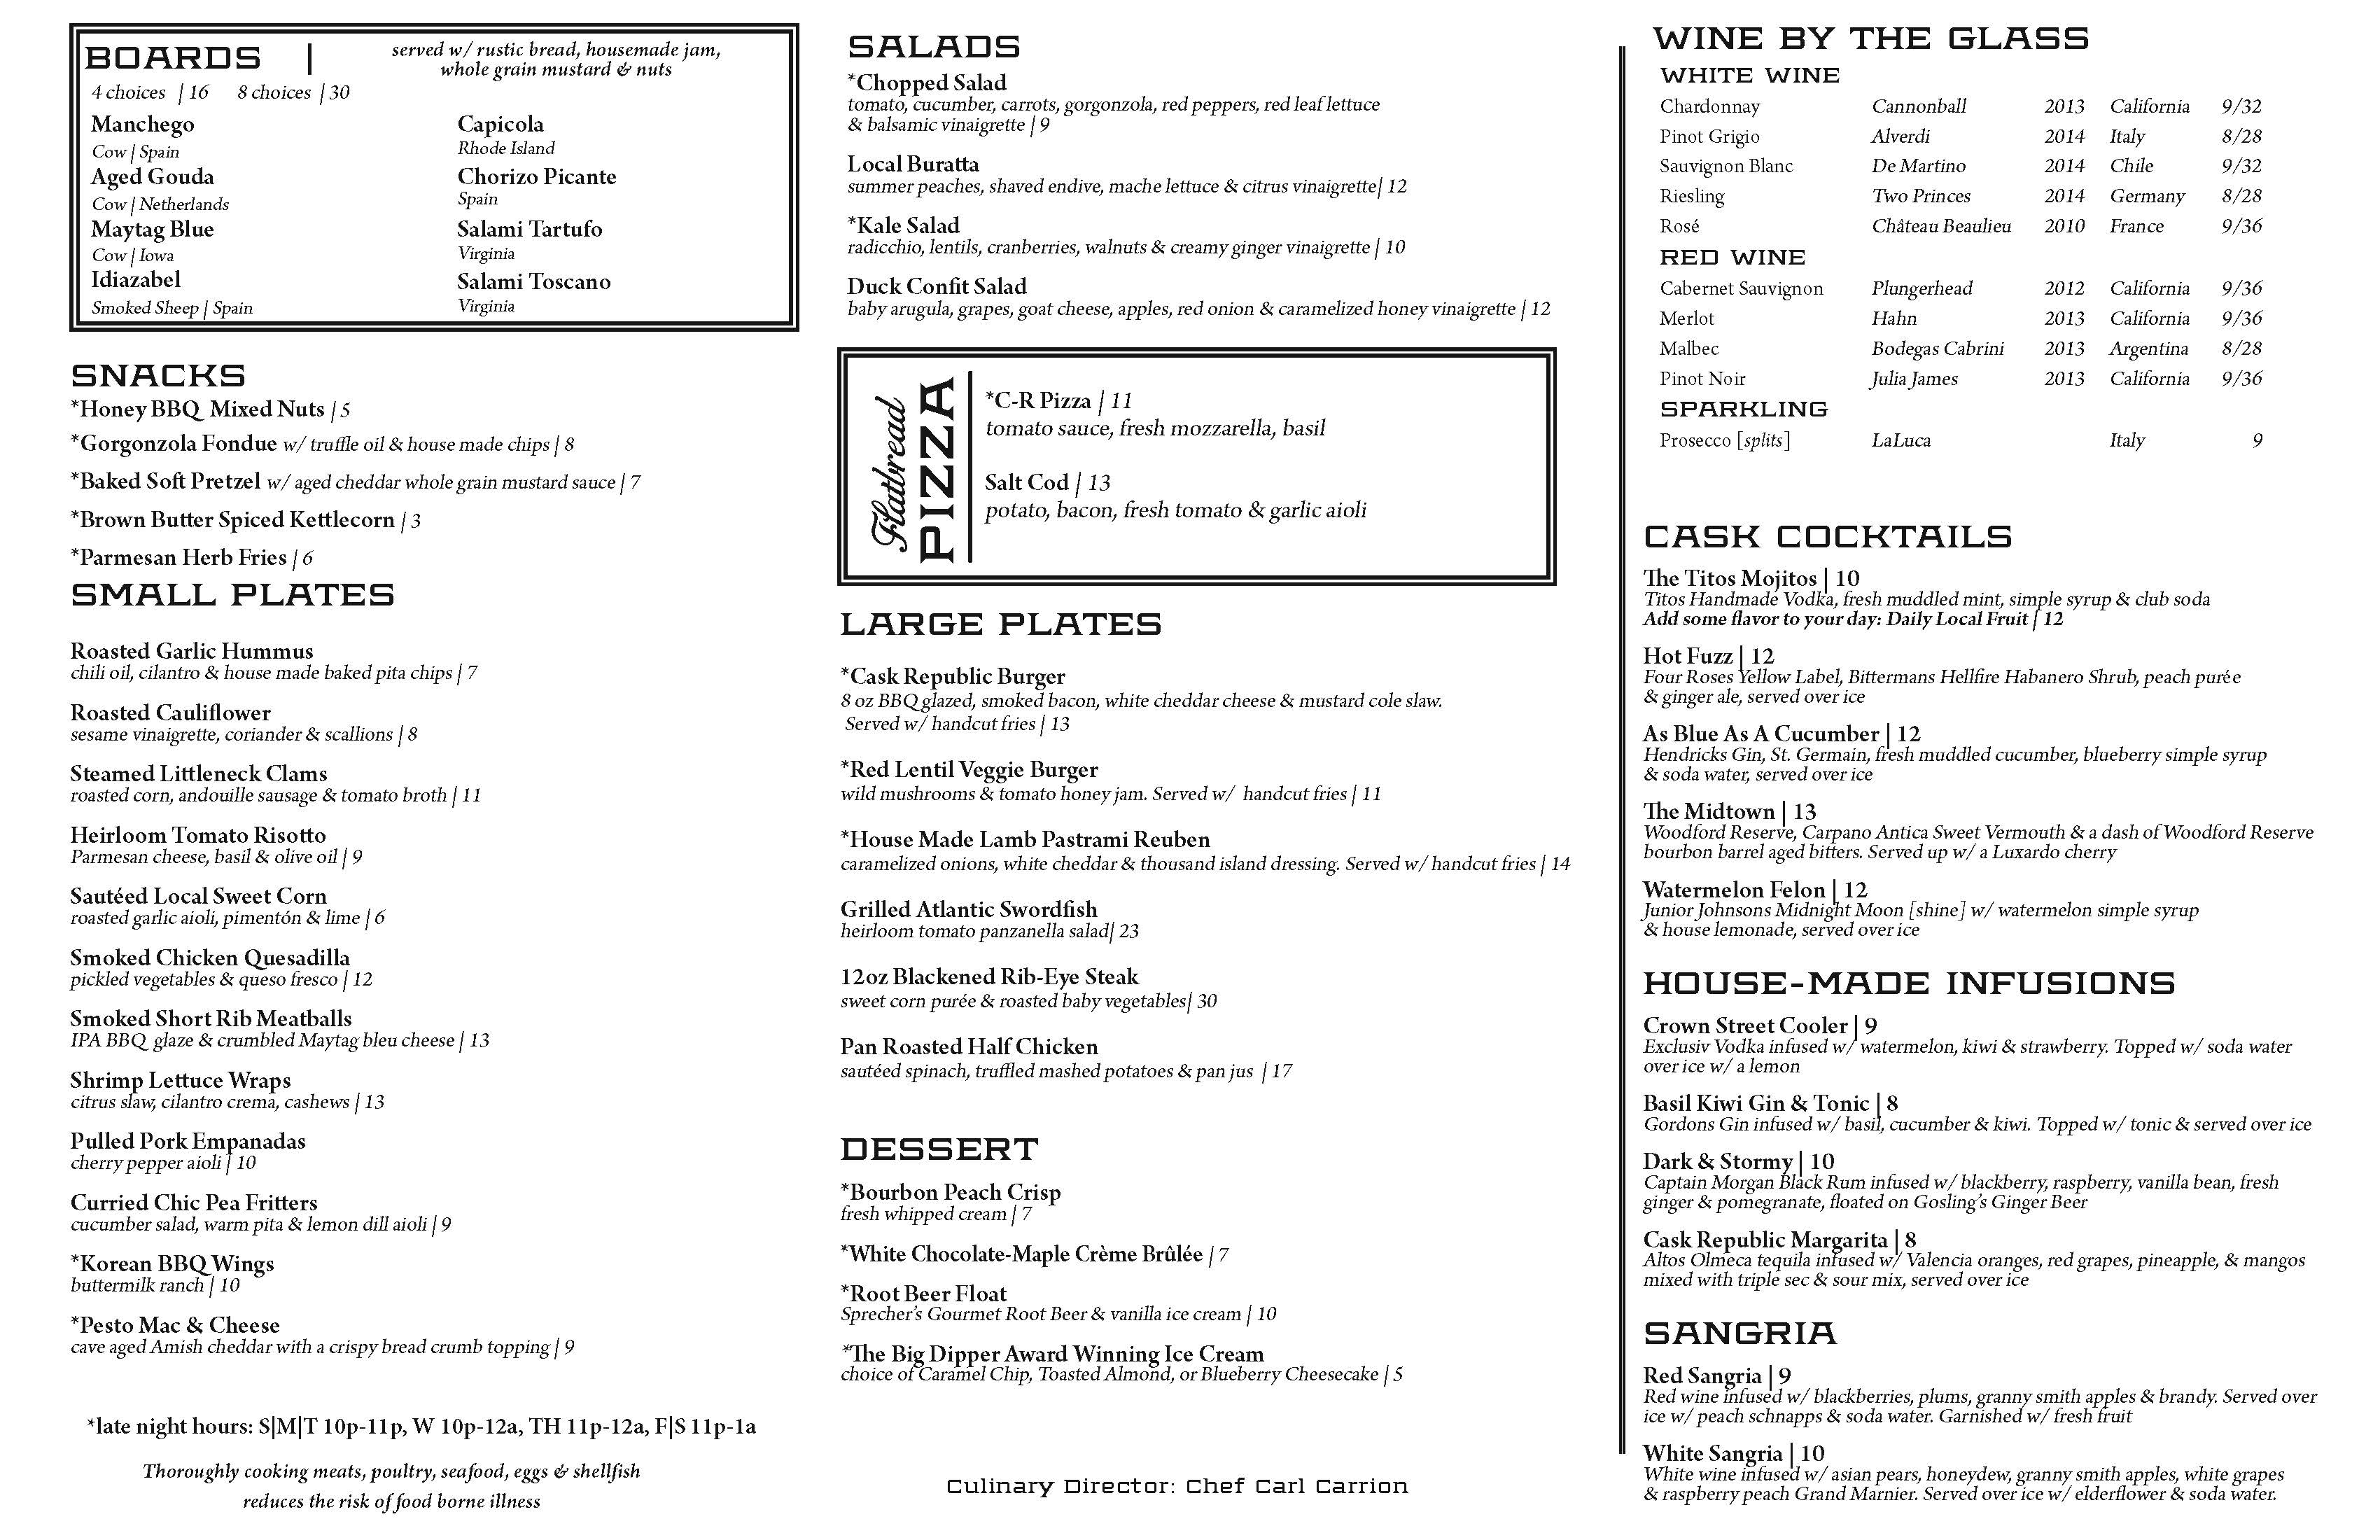 BOARDS |
served w/ rustic bread, housemade jam,
whole grain mustard & nuts
4 choices | 16 8 choices | 30
Manchego
Cow | Spain
Aged Gouda
Cow | Netherlands
Maytag Blue
Cow | Iowa
Idiazabel
Smoked Sheep | Spain
Capicola
Rhode Island
Chorizo Picante
Spain
Salami Tartufo
Virginia
Salami Toscano
Virginia
SNACKS
*Honey BBQ Mixed Nuts | 5
*Gorgonzola Fondue w/ truffle oil & house made chips | 8
*Baked Soft Pretzel w/ aged cheddar whole grain mustard sauce | 7
*Brown Butter Spiced Kettlecorn | 3
*Parmesan Herb Fries | 6
SMALL PLATES
Roasted Garlic Hummus
chili oil, cilantro & house made baked pita chips | 7
Roasted Cauliflower
sesame vinaigrette, coriander & scallions | 8
Steamed Littleneck Clams
roasted corn, andouille sausage & tomato broth | 11
Heirloom Tomato Risotto
Parmesan cheese, basil & olive oil | 9
Sautéed Local Sweet Corn
roasted garlic aioli, pimentón & lime | 6
Smoked Chicken Quesadilla
pickled vegetables & queso fresco | 12
Smoked Short Rib Meatballs
IPA BBQ glaze & crumbled Maytag bleu cheese | 13
Shrimp Lettuce Wraps
citrus slaw, cilantro crema, cashews | 13
Pulled Pork Empanadas
cherry pepper aioli | 10
Curried Chic Pea Fritters
cucumber salad, warm pita & lemon dill aioli | 9
*Korean BBQ Wings
buttermilk ranch | 10
*Pesto Mac & Cheese
cave aged Amish cheddar with a crispy bread crumb topping | 9
*late night hours: S|M|T 10p-11p, W 10p-12a, TH 11p-12a, F|S 11p-1a
Thoroughly cooking meats, poultry, seafood, eggs & shellfish
reduces the risk of food borne illness
SALADS
*Chopped Salad
tomato, cucumber, carrots, gorgonzola, red peppers, red leaf lettuce
& balsamic vinaigrette | 9
Local Buratta
summer peaches, shaved endive, mache lettuce & citrus vinaigrette| 12
*Kale Salad
radicchio, lentils, cranberries, walnuts & creamy ginger vinaigrette | 10
Duck Confit Salad
baby arugula, grapes, goat cheese, apples, red onion & caramelized honey vinaigrette | 12
Flatbread
PIZZA
*C-R Pizza | 11
tomato sauce, fresh mozzarella, basil
Salt Cod | 13
potato, bacon, fresh tomato & garlic aioli
LARGE PLATES
*Cask Republic Burger
8 oz BBQ glazed, smoked bacon, white cheddar cheese & mustard cole slaw.
Served w/ handcut fries | 13
*Red Lentil Veggie Burger
wild mushrooms & tomato honey jam. Served w/ handcut fries | 11
*House Made Lamb Pastrami Reuben
caramelized onions, white cheddar & thousand island dressing. Served w/ handcut fries | 14
Grilled Atlantic Swordfish
heirloom tomato panzanella salad| 23
12oz Blackened Rib-Eye Steak
sweet corn purée & roasted baby vegetables| 30
Pan Roasted Half Chicken
sautéed spinach, truffled mashed potatoes & pan jus | 17
DESSERT
*Bourbon Peach Crisp
fresh whipped cream | 7
*White Chocolate-Maple Crème Brûlée | 7
*Root Beer Float
Sprecher's Gourmet Root Beer & vanilla ice cream | 10
*The Big Dipper Award Winning Ice Cream
choice of Caramel Chip, Toasted Almond, or Blueberry Cheesecake | 5
Culinary Director: Chef Carl Carrion
WINE BY THE GLASS
WHITE WINE
Chardonnay Cannonball 2013 California 9/32
Pinot Grigio Alverdi 2014 Italy 8/28
Sauvignon Blanc De Martino 2014 Chile 9/32
Riesling Two Princes 2014 Germany 8/28
Rosé Château Beaulieu 2010 France 9/36
RED WINE
Cabernet Sauvignon Plungerhead 2012 California 9/36
Merlot Hahn 2013 California 9/36
Malbec Bodegas Cabrini 2013 Argentina 8/28
Pinot Noir Julia James 2013 California 9/36
SPARKLING
Prosecco [splits] LaLuca Italy 9
CASK COCKTAILS
The Titos Mojitos | 10
Titos Handmade Vodka, fresh muddled mint, simple syrup & club soda
Add some flavor to your day: Daily Local Fruit | 12
Hot Fuzz | 12
Four Roses Yellow Label, Bittermans Hellfire Habanero Shrub, peach purée
& ginger ale, served over ice
As Blue As A Cucumber | 12
Hendricks Gin, St. Germain, fresh muddled cucumber, blueberry simple syrup
& soda water, served over ice
The Midtown | 13
Woodford Reserve, Carpano Antica Sweet Vermouth & a dash of Woodford Reserve
bourbon barrel aged bitters. Served up w/ a Luxardo cherry
Watermelon Felon | 12
Junior Johnsons Midnight Moon [shine] w/ watermelon simple syrup
& house lemonade, served over ice
HOUSE-MADE INFUSIONS
Crown Street Cooler | 9
Exclusiv Vodka infused w/ watermelon, kiwi & strawberry. Topped w/ soda water
over ice w/ a lemon
Basil Kiwi Gin & Tonic | 8
Gordons Gin infused w/ basil, cucumber & kiwi. Topped w/ tonic & served over ice
Dark & Stormy | 10
Captain Morgan Black Rum infused w/ blackberry, raspberry, vanilla bean, fresh
ginger & pomegranate, floated on Gosling's Ginger Beer
Cask Republic Margarita | 8
Altos Olmeca tequila infused w/ Valencia oranges, red grapes, pineapple, & mangos
mixed with triple sec & sour mix, served over ice
SANGRIA
Red Sangria | 9
Red wine infused w/ blackberries, plums, granny smith apples & brandy. Served over
ice w/ peach schnapps & soda water. Garnished w/ fresh fruit
White Sangria | 10
White wine infused w/ asian pears, honeydew, granny smith apples, white grapes
& raspberry peach Grand Marnier. Served over ice w/ elderflower & soda water.